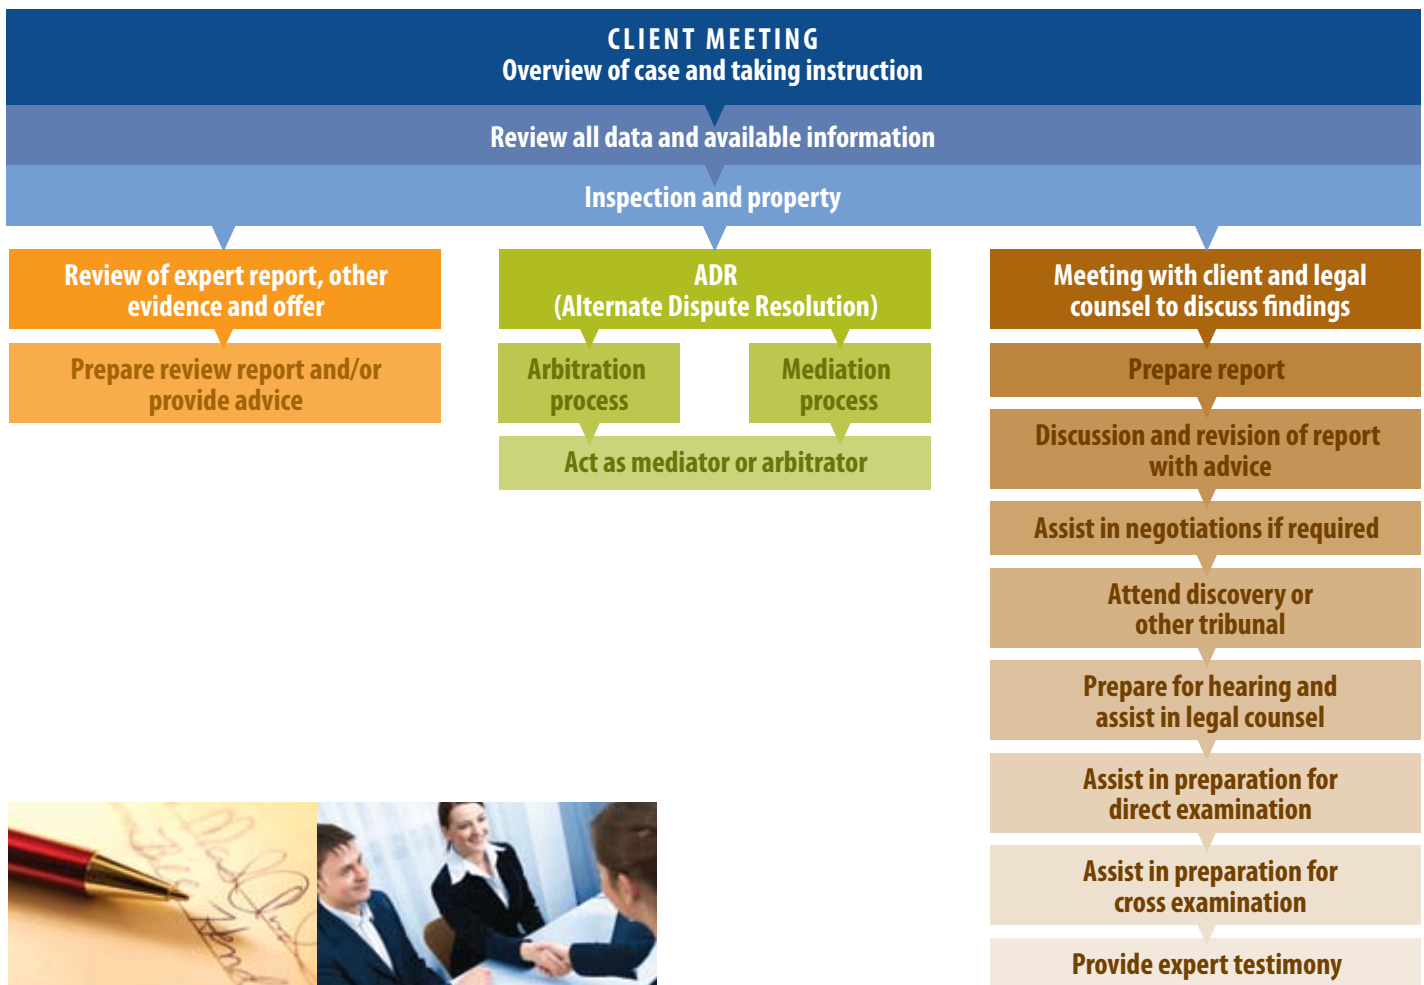 CLIENT MEETING
Overview of case and taking instruction
Review all data and available information
Inspection and property
Review of expert report, other
evidence and offer
Prepare review report and/or
provide advice
ADR
(Alternate Dispute Resolution)
Arbitration
process
Mediation
process
Act as mediator or arbitrator
Meeting with client and legal
counsel to discuss findings
Prepare report
Discussion and revision of report
with advice
Assist in negotiations if required
Attend discovery or
other tribunal
Prepare for hearing and
assist in legal counsel
Assist in preparation for
direct examination
Assist in preparation for
cross examination
Provide expert testimony